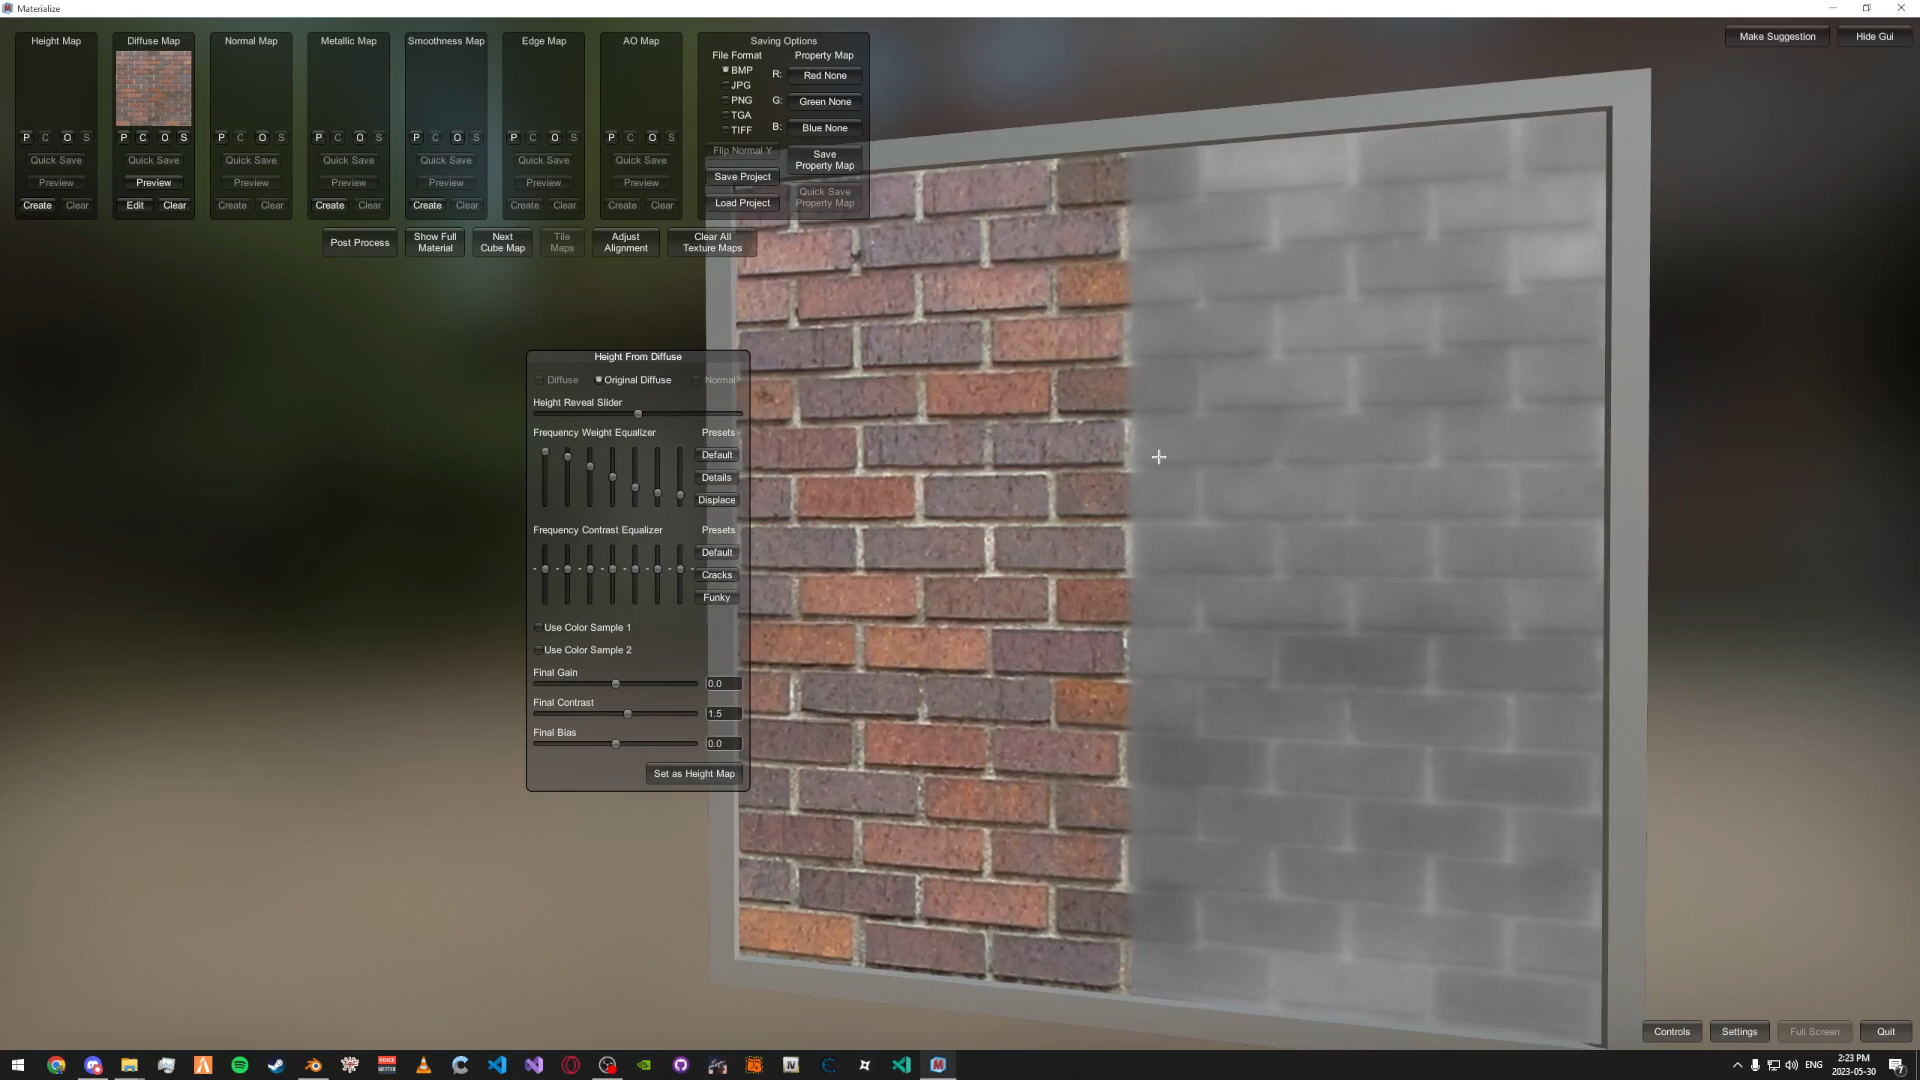 Materialize
Height Map
Diffuse Map
Normal Map
Metallic Map
Smoothness Map
Edge Map
AO Map
Saving Options
Make Suggestion
Hide Gui
File Format
Property Map
BMP
R:
Red None
JPG
PNG
G:
Green None
TGA
B:
Blue None
TIFF
P C O S
P C O S
P C O S
P C O S
P C O S
P C O S
P C O S
Flip Normal Y
Save
Property Map
Quick Save
Quick Save
Quick Save
Quick Save
Quick Save
Quick Save
Quick Save
Save Project
Preview
Preview
Preview
Preview
Preview
Preview
Preview
Quick Save
Property Map
Create Clear
Edit Clear
Create Clear
Create Clear
Create Clear
Create Clear
Create Clear
Load Project
Post Process
Show Full
Material
Next
Cube Map
Tile
Maps
Adjust
Alignment
Clear All
Texture Maps
Height From Diffuse
Diffuse
Original Diffuse
Normal
Height Reveal Slider
Frequency Weight Equalizer
Presets
Default
Details
Displace
Frequency Contrast Equalizer
Presets
Default
Cracks
Funky
Use Color Sample 1
Use Color Sample 2
Final Gain
0.0
Final Contrast
1.5
Final Bias
0.0
Set as Height Map
Controls
Settings
Full Screen
Quit
VOICE
MEETER
ENG
2:23 PM
2023-05-30
7